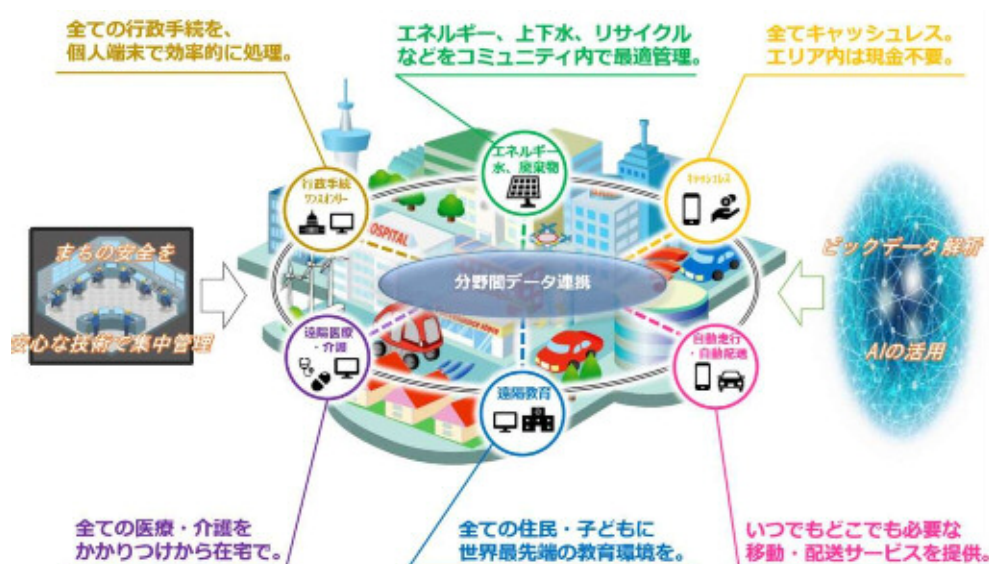 全ての行政手続を、
個人端末で効率的に処理。
エネルギー、上下水、リサイクル
などをコミュニティ内で最適管理。
全てキャッシュレス。
エリア内は現金不要。
エネルギー
水、廃棄物
行政手続
ワンスオンリー
キャッシュレス
HOSPITAL
まちの安全を
安心な技術で集中管理
分野間データ連携
ビックデータ解析
AIの活用
遠隔医療
・介護
遠隔教育
自動走行
・自動配送
全ての医療・介護を
かかりつけから在宅で。
全ての住民・子どもに
世界最先端の教育環境を。
いつでもどこでも必要な
移動・配送サービスを提供。